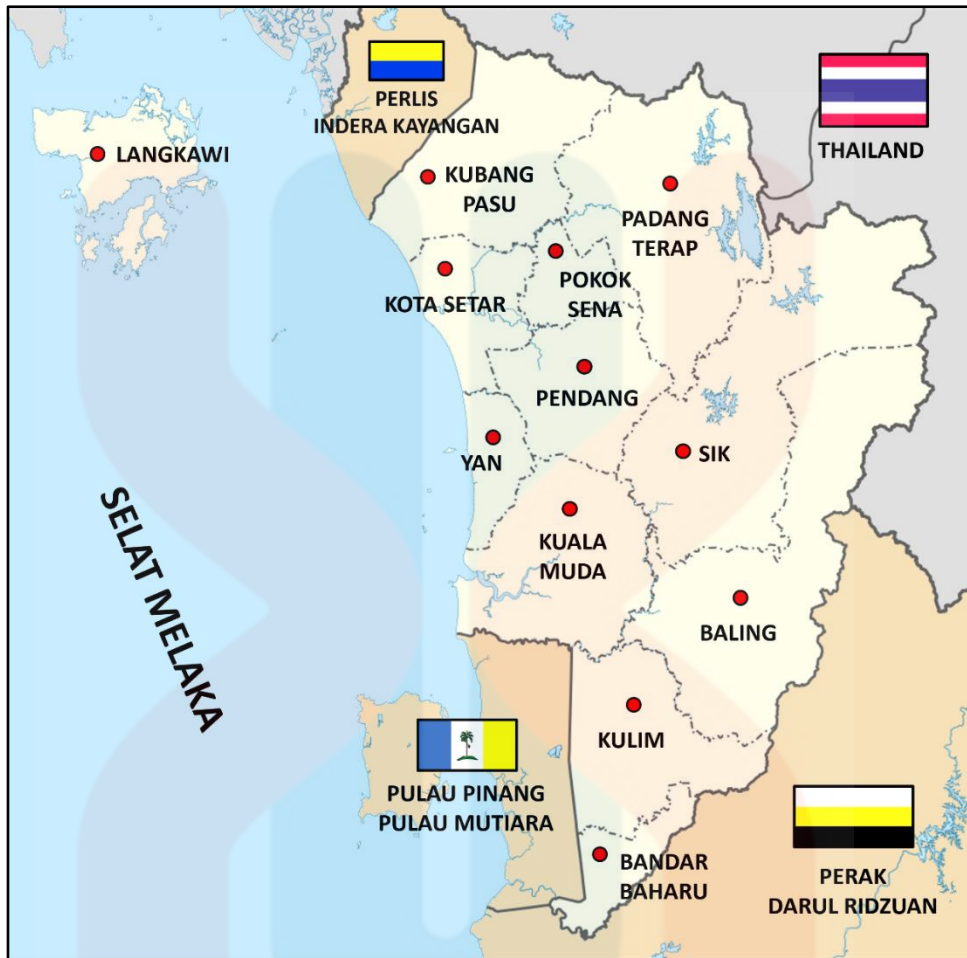 PERLIS
INDERA KAYANGAN
THAILAND
LANGKAWI
KUBANG
PASU
PADANG
TERAP
POKOK
SENA
KOTA SETAR
PENDANG
YAN
SIK
SELAT MELAKA
KUALA
MUDA
BALING
KULIM
PULAU PINANG
PULAU MUTIARA
BANDAR
BAHARU
PERAK
DARUL RIDZUAN